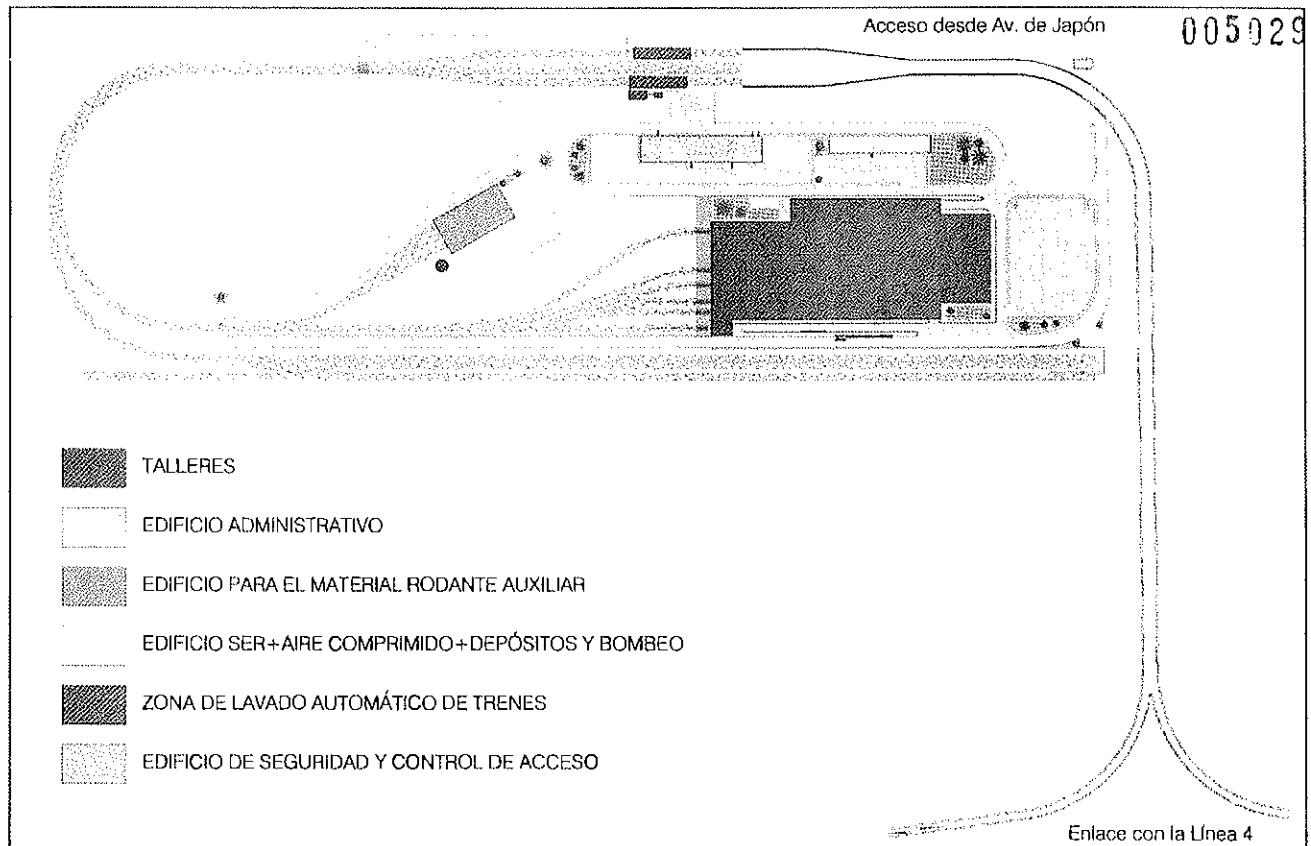 Acceso desde Av. de Japón
005029
TALLERES
EDIFICIO ADMINISTRATIVO
EDIFICIO PARA EL MATERIAL RODANTE AUXILIAR
EDIFICIO SER+AIRE COMPRIMIDO+DEPÓSITOS Y BOMBEO
ZONA DE LAVADO AUTOMÁTICO DE TRENES
EDIFICIO DE SEGURIDAD Y CONTROL DE ACCESO
Enlace con la Línea 4